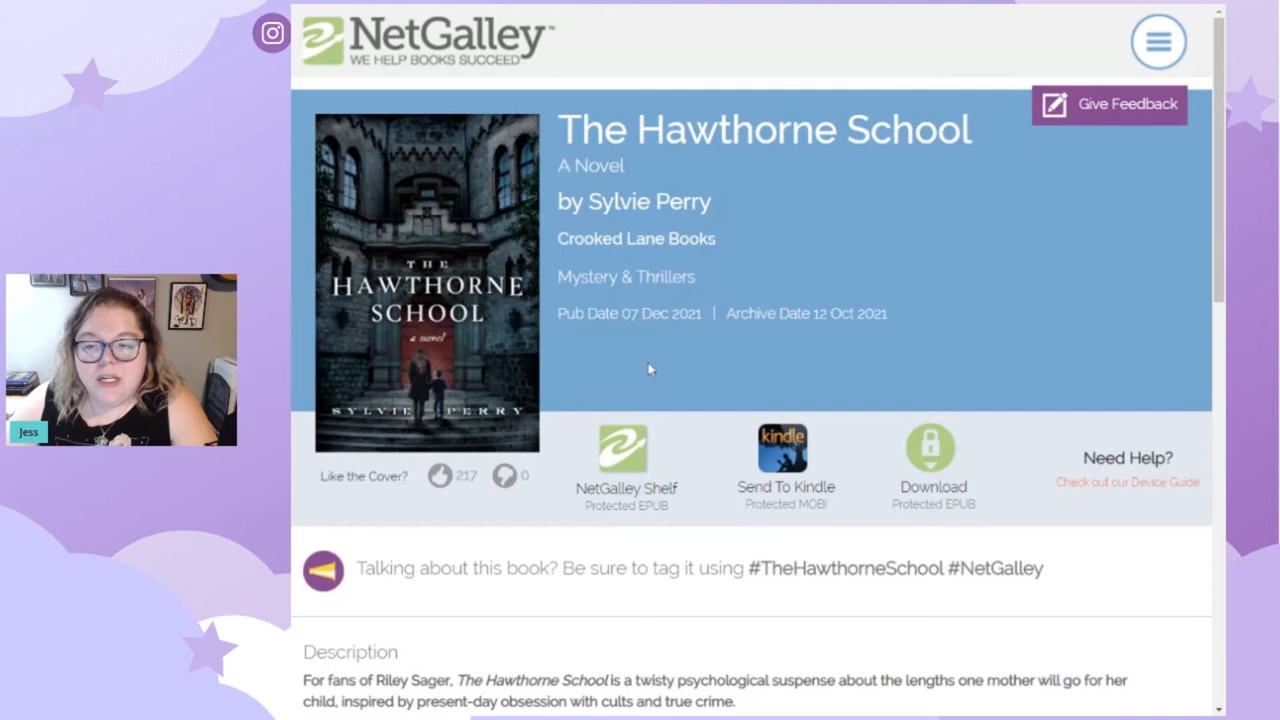 NetGalley™
WE HELP BOOKS SUCCEED
Give Feedback
The Hawthorne School
A Novel
by Sylvie Perry
Crooked Lane Books
Mystery & Thrillers
Pub Date 07 Dec 2021 | Archive Date 12 Oct 2021
THE
HAWTHORNE
SCHOOL
a novel
SYLVIE PERRY
Jess
Like the Cover? 217 0
kindle
NetGalley Shelf
Protected EPUB
Send To Kindle
Protected MOBI
Download
Protected EPUB
Need Help?
Check out our Device Guide
Talking about this book? Be sure to tag it using #TheHawthorneSchool #NetGalley
Description
For fans of Riley Sager, The Hawthorne School is a twisty psychological suspense about the lengths one mother will go for her
child, inspired by present-day obsession with cults and true crime.